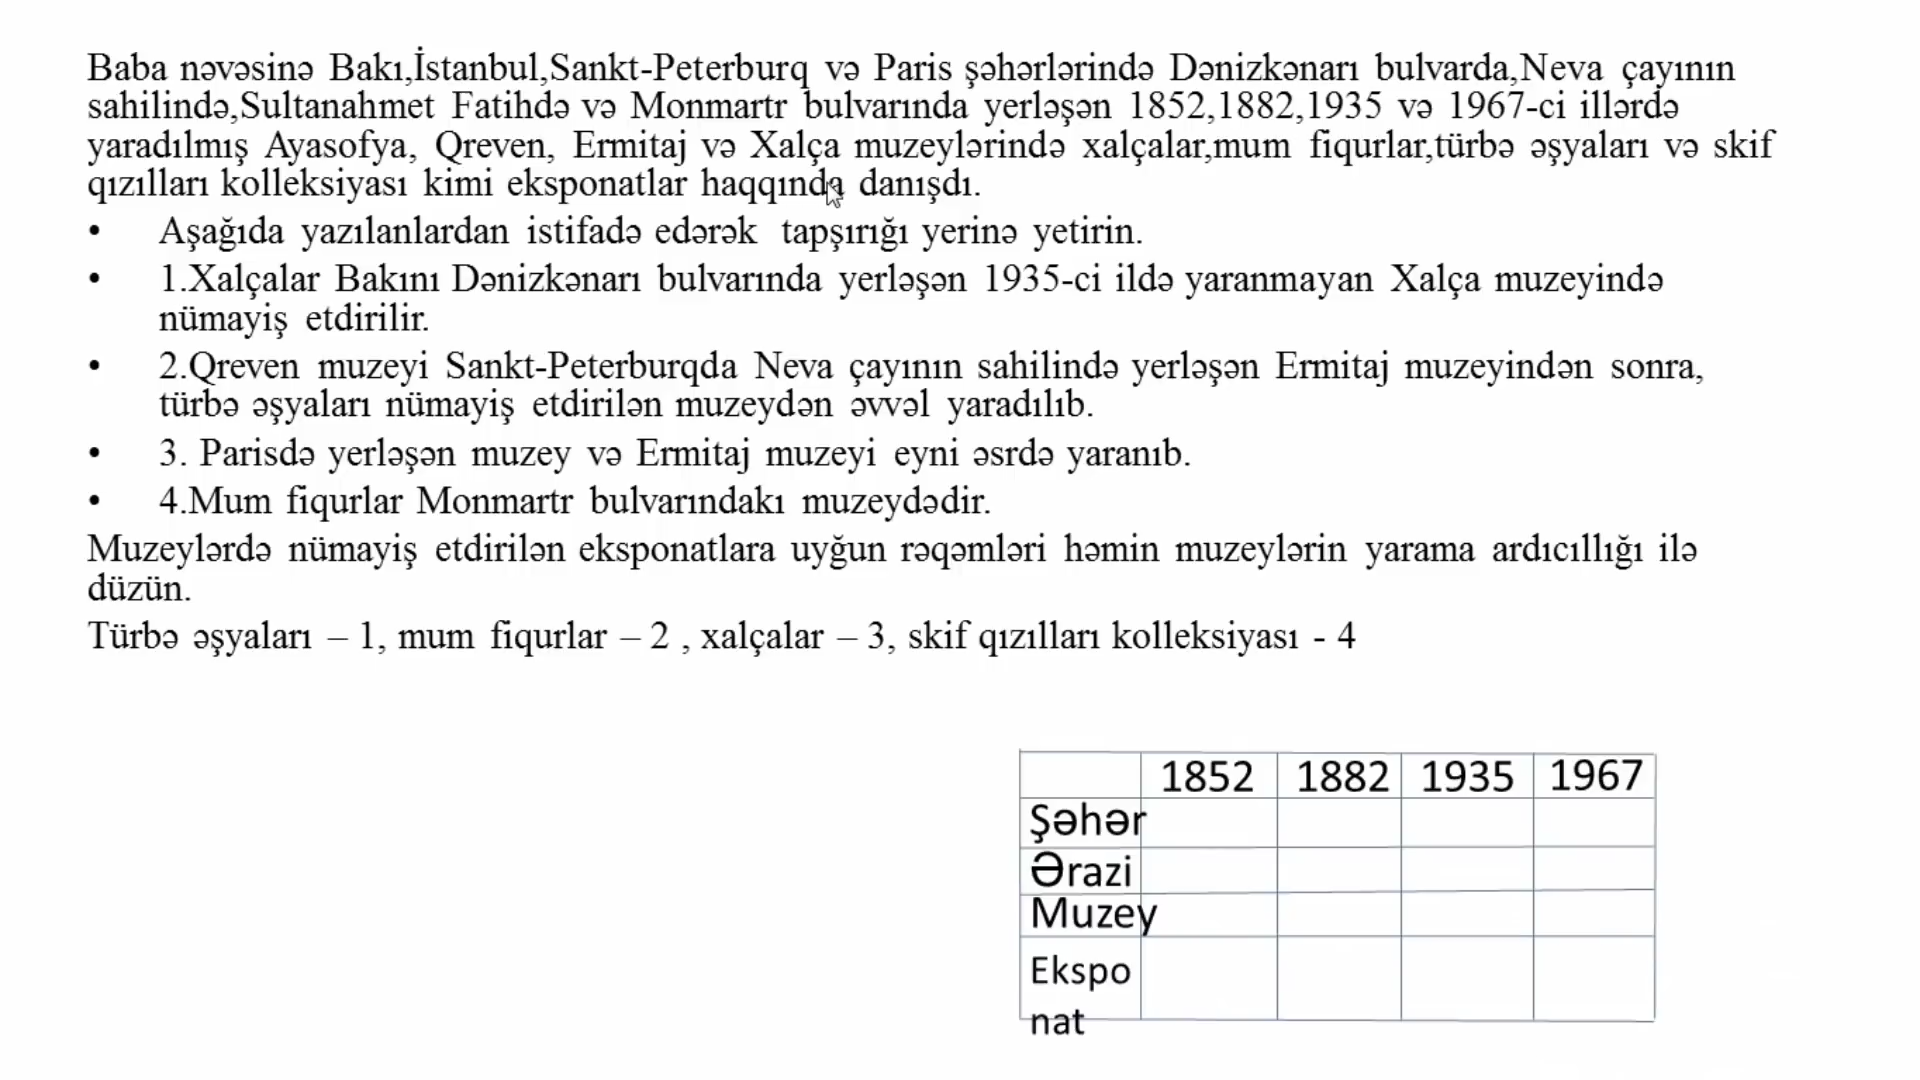 Baba nəvəsinə Bakı,İstanbul,Sankt-Peterburq və Paris şəhərlərində Dənizkənarı bulvarda,Neva çayının
sahilində,Sultanahmet Fatihdə və Monmartr bulvarında yerləşən 1852,1882,1935 və 1967-ci illərdə
yaradılmış Ayasofya, Qreven, Ermitaj və Xalça muzeylərində xalçalar,mum fiqurlar,türbə əşyaları və skif
qızılları kolleksiyası kimi eksponatlar haqqında danışdı.
• Aşağıda yazılanlardan istifadə edərək tapşırığı yerinə yetirin.
• 1.Xalçalar Bakını Dənizkənarı bulvarında yerləşən 1935-ci ildə yaranmayan Xalça muzeyində
nümayiş etdirilir.
• 2.Qreven muzeyi Sankt-Peterburqda Neva çayının sahilində yerləşən Ermitaj muzeyindən sonra,
türbə əşyaları nümayiş etdirilən muzeydən əvvəl yaradılıb.
• 3. Parisdə yerləşən muzey və Ermitaj muzeyi eyni əsrdə yaranıb.
• 4.Mum fiqurlar Monmartr bulvarındakı muzeydədir.
Muzeylərdə nümayiş etdirilən eksponatlara uyğun rəqəmləri həmin muzeylərin yarama ardıcıllığı ilə
düzün.
Türbə əşyaları – 1, mum fiqurlar – 2 , xalçalar – 3, skif qızılları kolleksiyası - 4
1852 1882 1935 1967
Şəhər
Ərazi
Muzey
Ekspo
nat